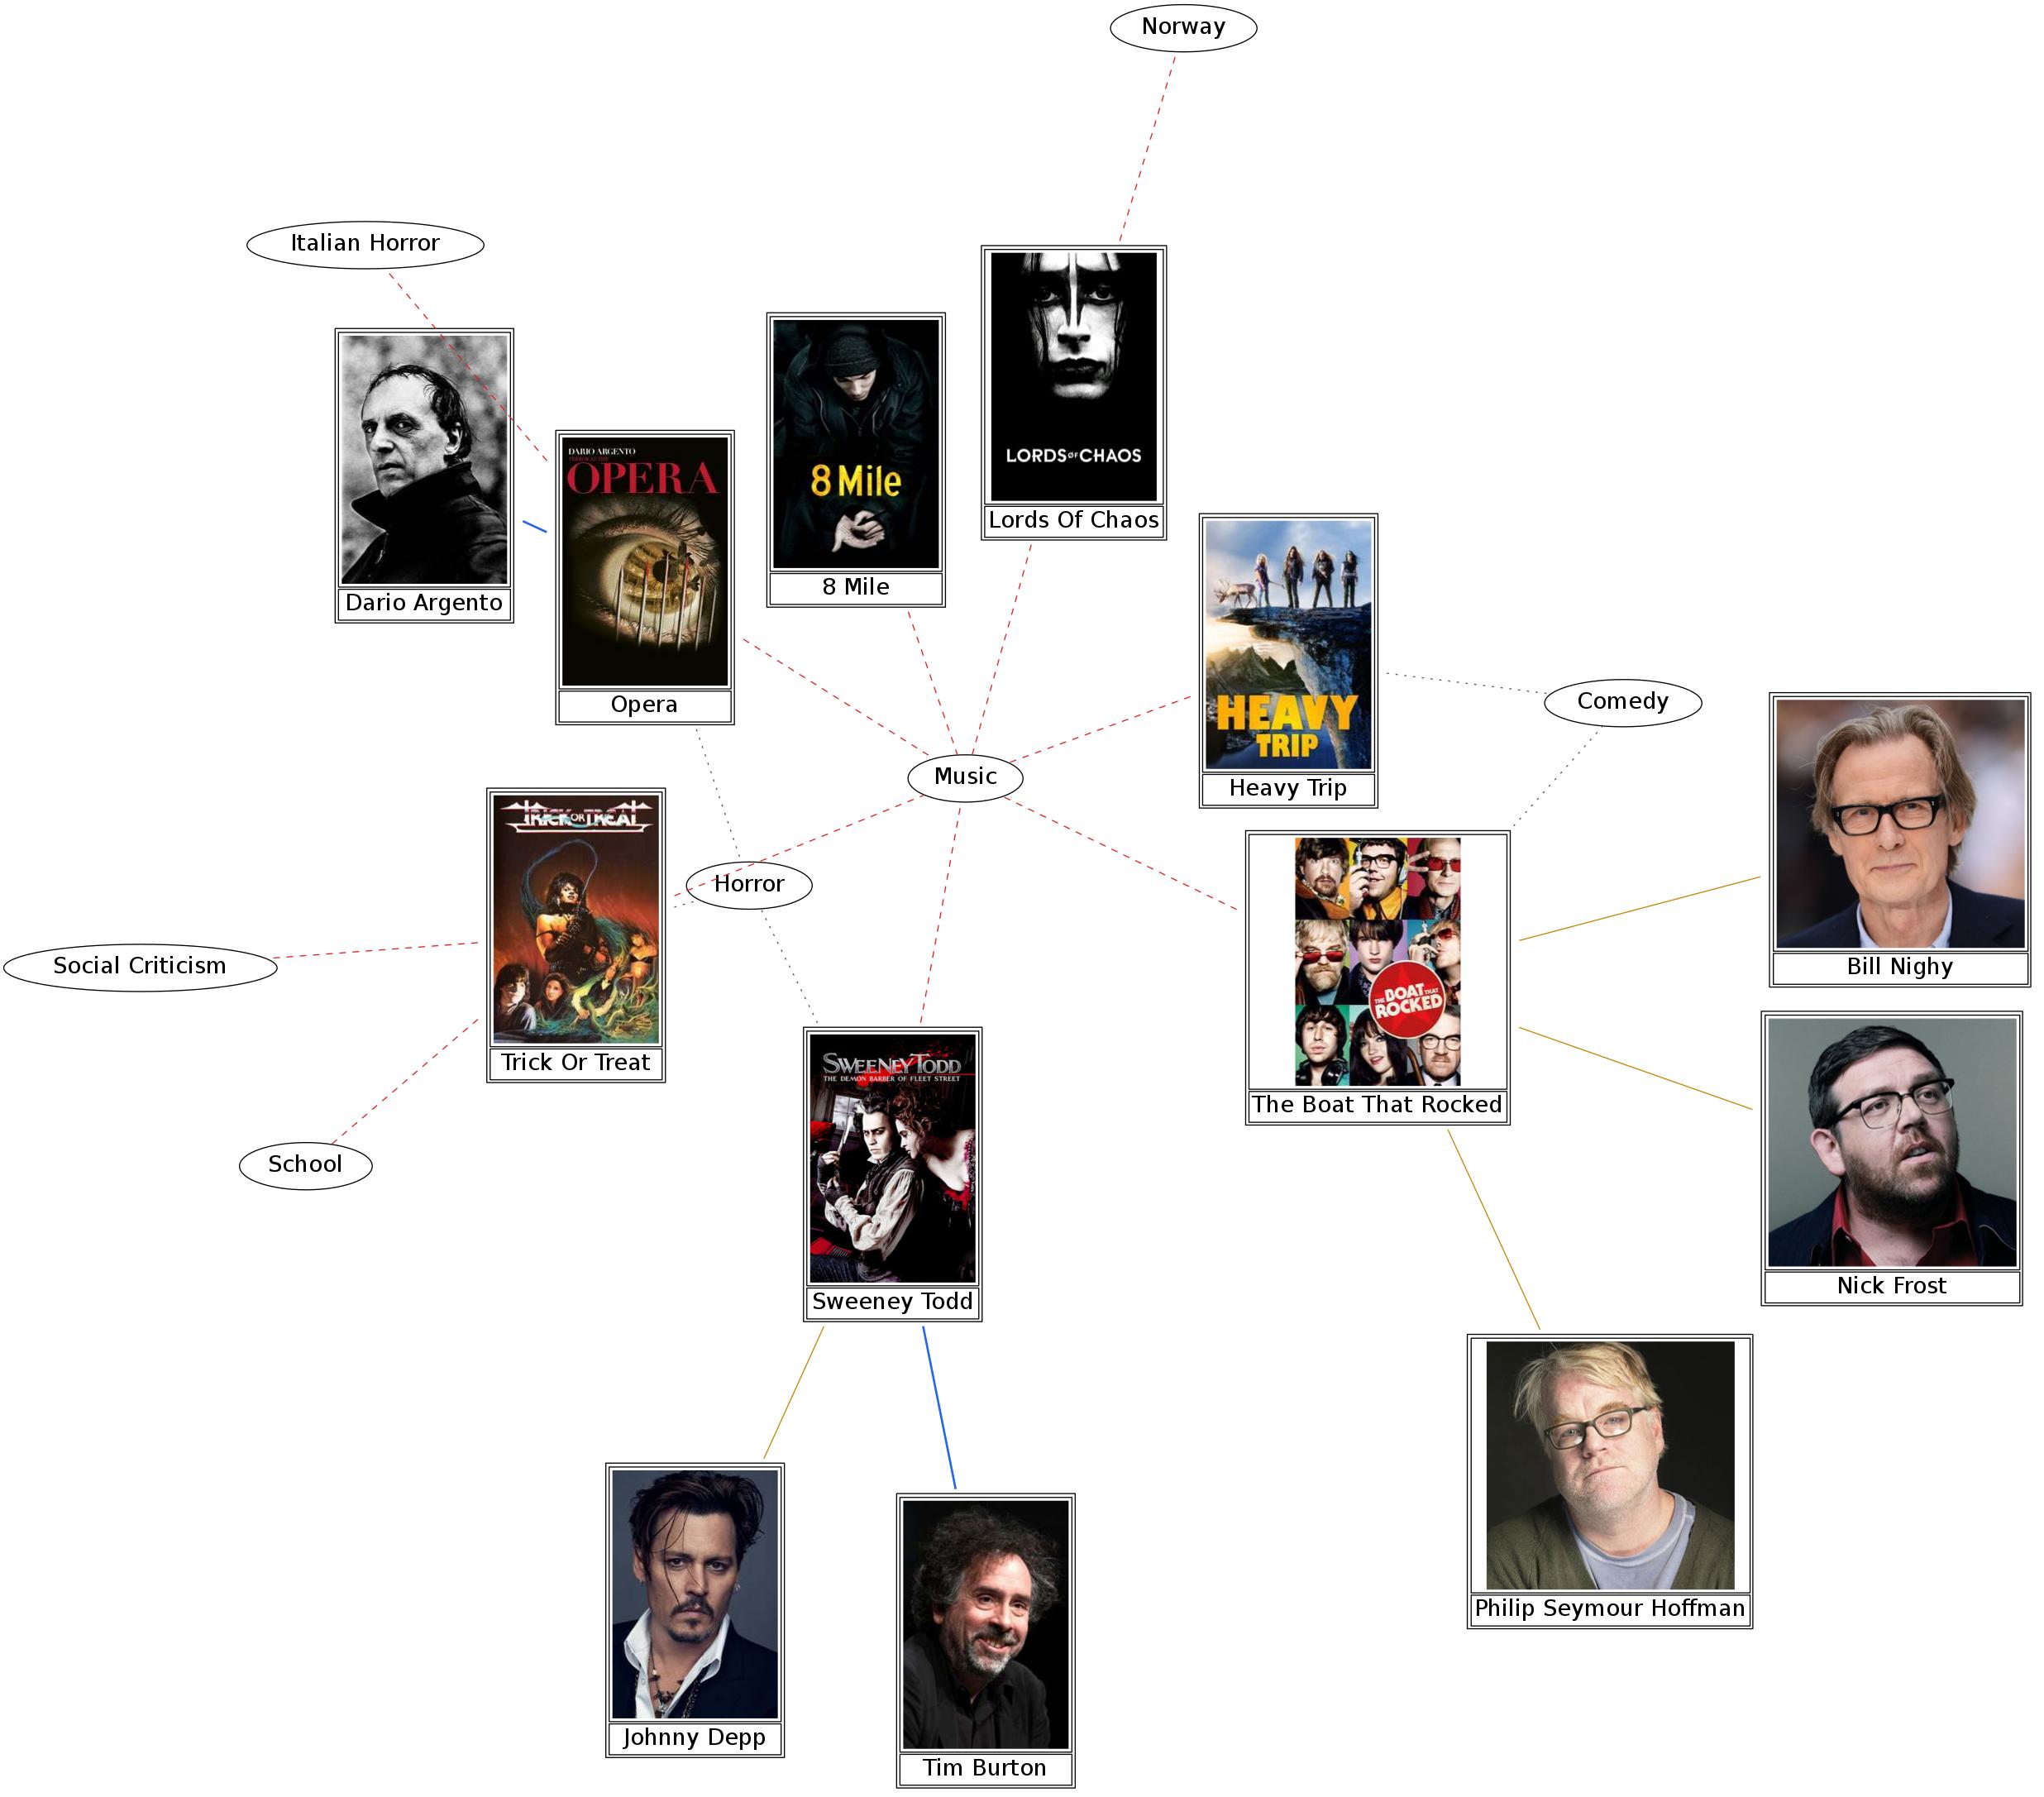 Norway
Italian Horror
LORDS OF CHAOS
Lords Of Chaos
8 Mile
8 Mile
Dario Argento
DARIO ARGENTO
OPERA
Opera
HEAVY
TRIP
Heavy Trip
Comedy
Music
TRICK OR TREAT
Trick Or Treat
Horror
Social Criticism
School
THE BOAT THAT
ROCKED
The Boat That Rocked
Bill Nighy
Nick Frost
SWEENEY TODD
THE DEMON BARBER OF FLEET STREET
Sweeney Todd
Philip Seymour Hoffman
Johnny Depp
Tim Burton